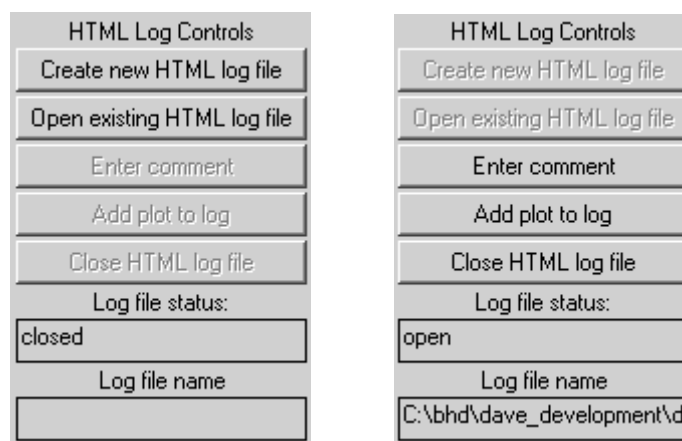 HTML Log Controls
Create new HTML log file
Open existing HTML log file
Enter comment
Add plot to log
Close HTML log file
Log file status:
closed
Log file name
HTML Log Controls
Create new HTML log file
Open existing HTML log file
Enter comment
Add plot to log
Close HTML log file
Log file status:
open
Log file name
C:\bhd\dave_development\d